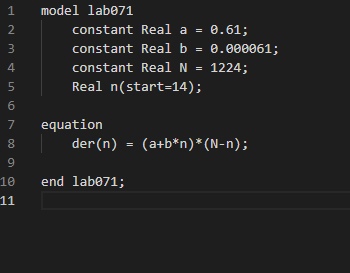 1 model lab071
2 constant Real a = 0.61;
3 constant Real b = 0.000061;
4 constant Real N = 1224;
5 Real n(start=14);
6
7 equation
8 der(n) = (a+b*n)*(N-n);
9
10 end lab071;
11